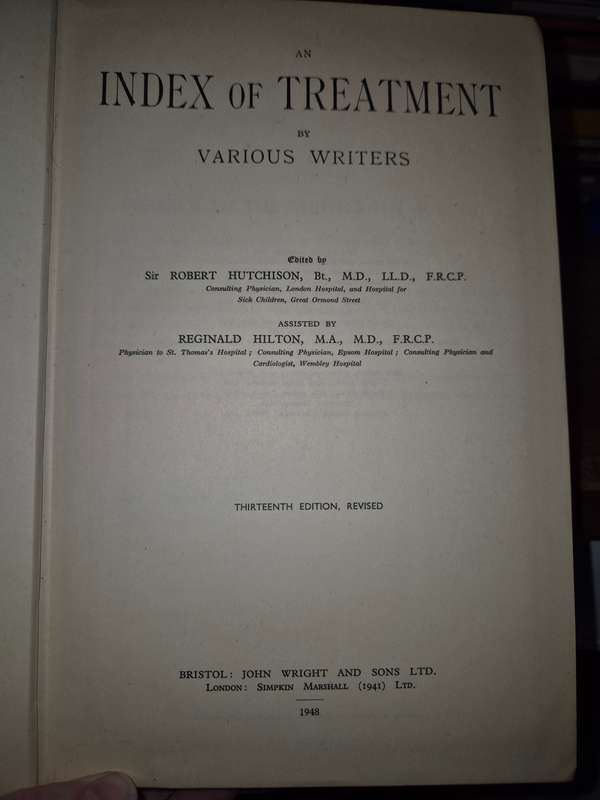 AN
INDEX OF TREATMENT
BY
VARIOUS WRITERS
Edited by
Sir ROBERT HUTCHISON, Bt., M.D., LL.D., F.R.C.P.
Consulting Physician, London Hospital, and Hospital for
Sick Children, Great Ormond Street
ASSISTED BY
REGINALD HILTON, M.A., M.D., F.R.C.P.
Physician to St. Thomas's Hospital; Consulting Physician, Epsom Hospital; Consulting Physician and
Cardiologist, Wembley Hospital
THIRTEENTH EDITION, REVISED
BRISTOL: JOHN WRIGHT AND SONS LTD.
LONDON: SIMPKIN MARSHALL (1941) LTD.
1948